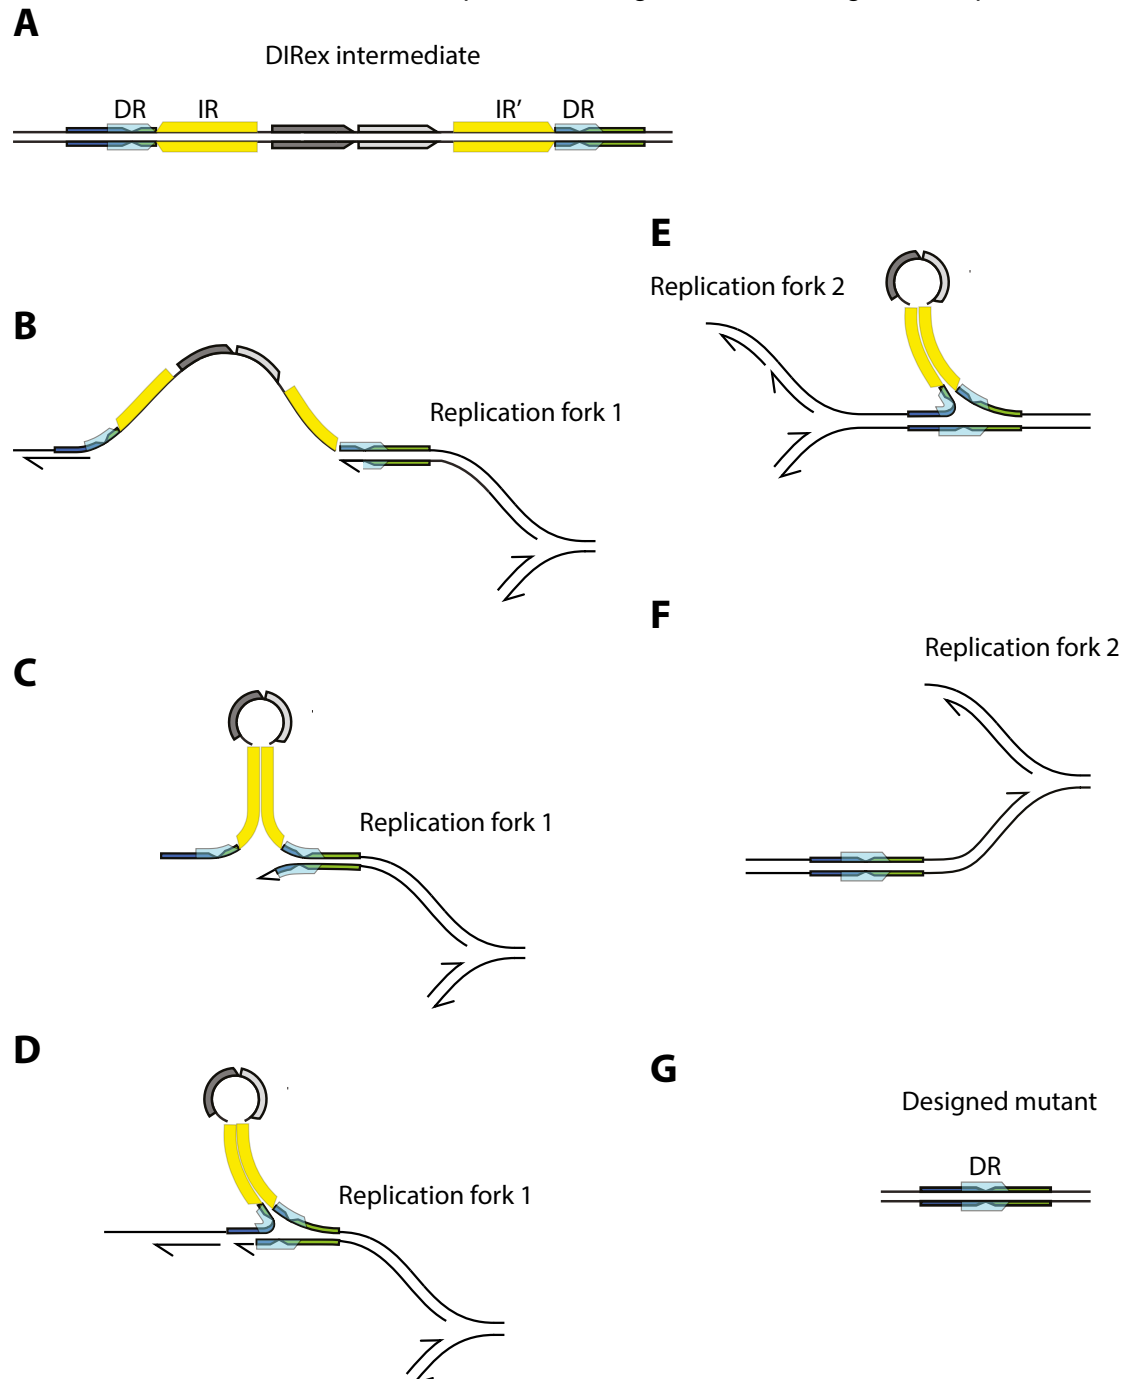 A
DIRex intermediate
DR IR IR’ DR
B
Replication fork 1
C
Replication fork 1
D
Replication fork 1
E
Replication fork 2
F
Replication fork 2
G
Designed mutant
DR